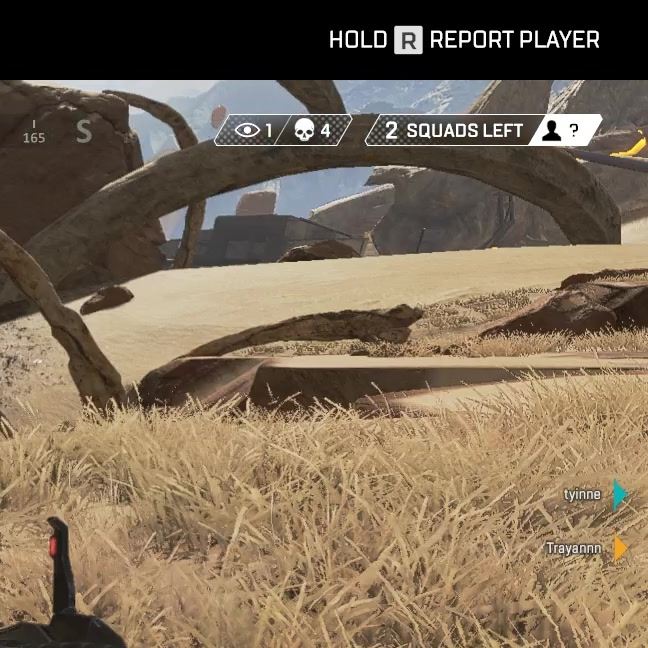 HOLD R REPORT PLAYER
165 S
1 4 2 SQUADS LEFT ?
tyinne
Trayannn